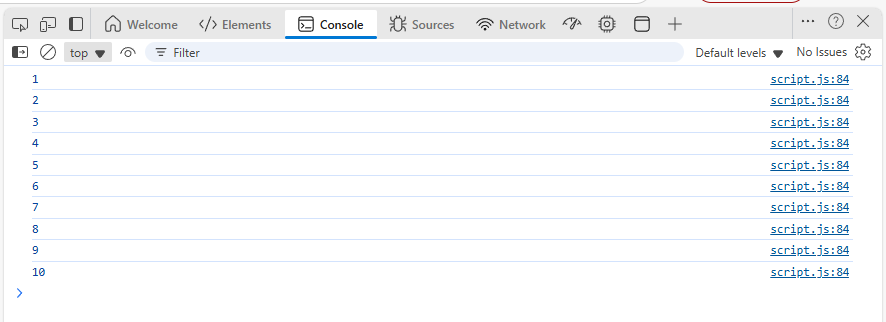 Welcome Elements Console Sources Network
top Filter Default levels No Issues
1 script.js:84
2 script.js:84
3 script.js:84
4 script.js:84
5 script.js:84
6 script.js:84
7 script.js:84
8 script.js:84
9 script.js:84
10 script.js:84